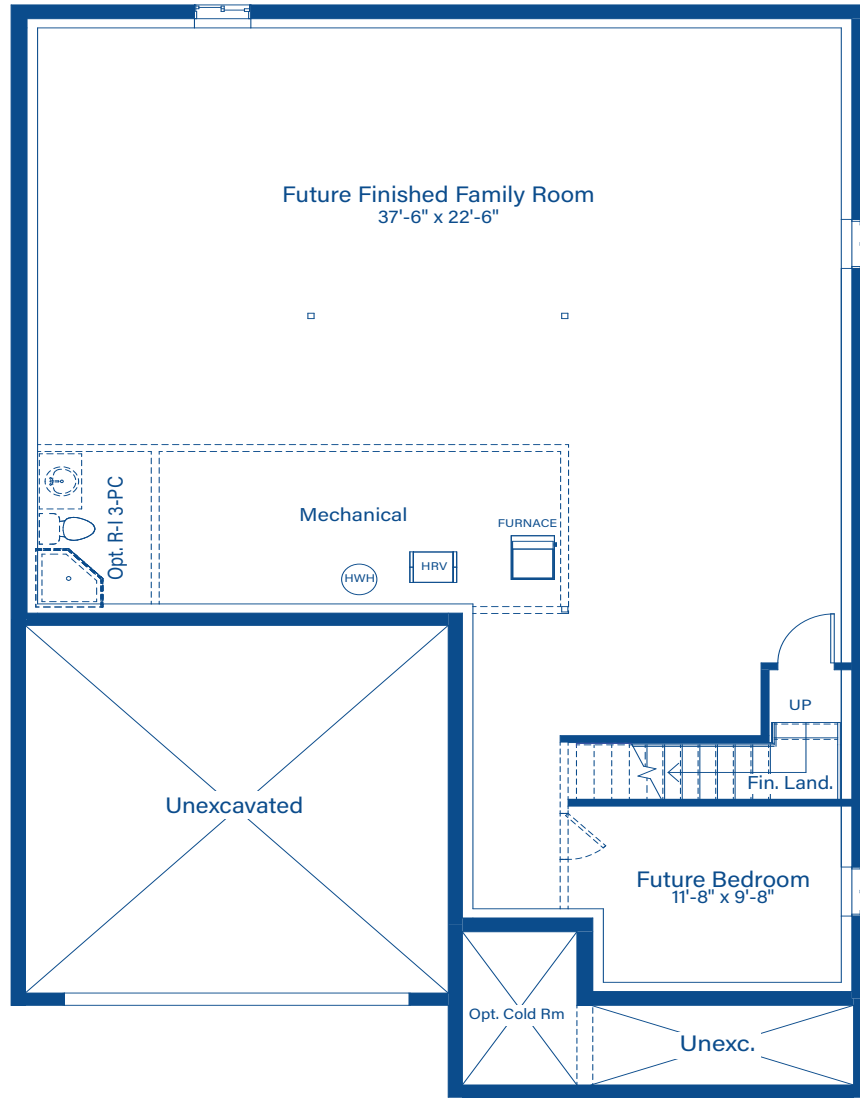 Future Finished Family Room
37'-6" x 22'-6"
Opt. R-I 3-PC
Mechanical
FURNACE
HRV
HWH
UP
Fin. Land.
Unexcavated
Future Bedroom
11'-8" x 9'-8"
Opt. Cold Rm
Unexc.